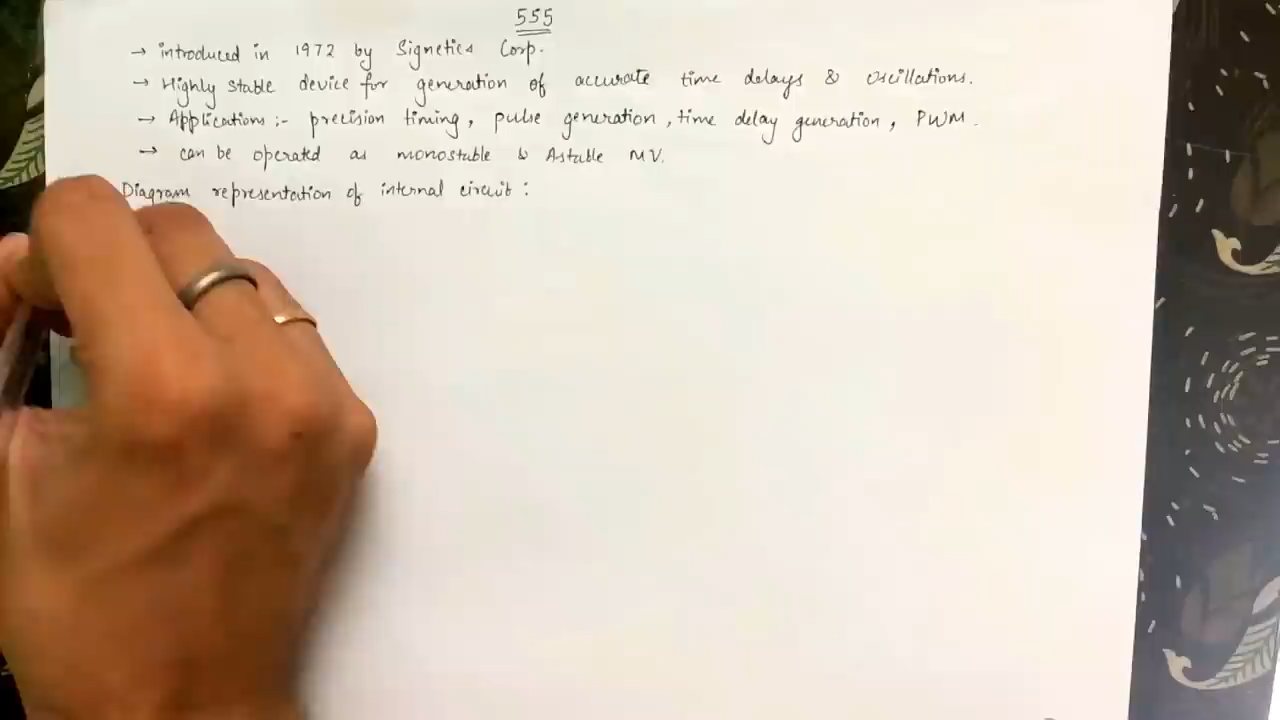 555
→ introduced in 1972 by Signetics Corp.
→ Highly stable device for generation of accurate time delays & oscillations.
→ Applications :- precision timing, pulse generation, time delay generation, PWM.
→ can be operated as monostable & Astable MV.
Diagram representation of internal circuit :